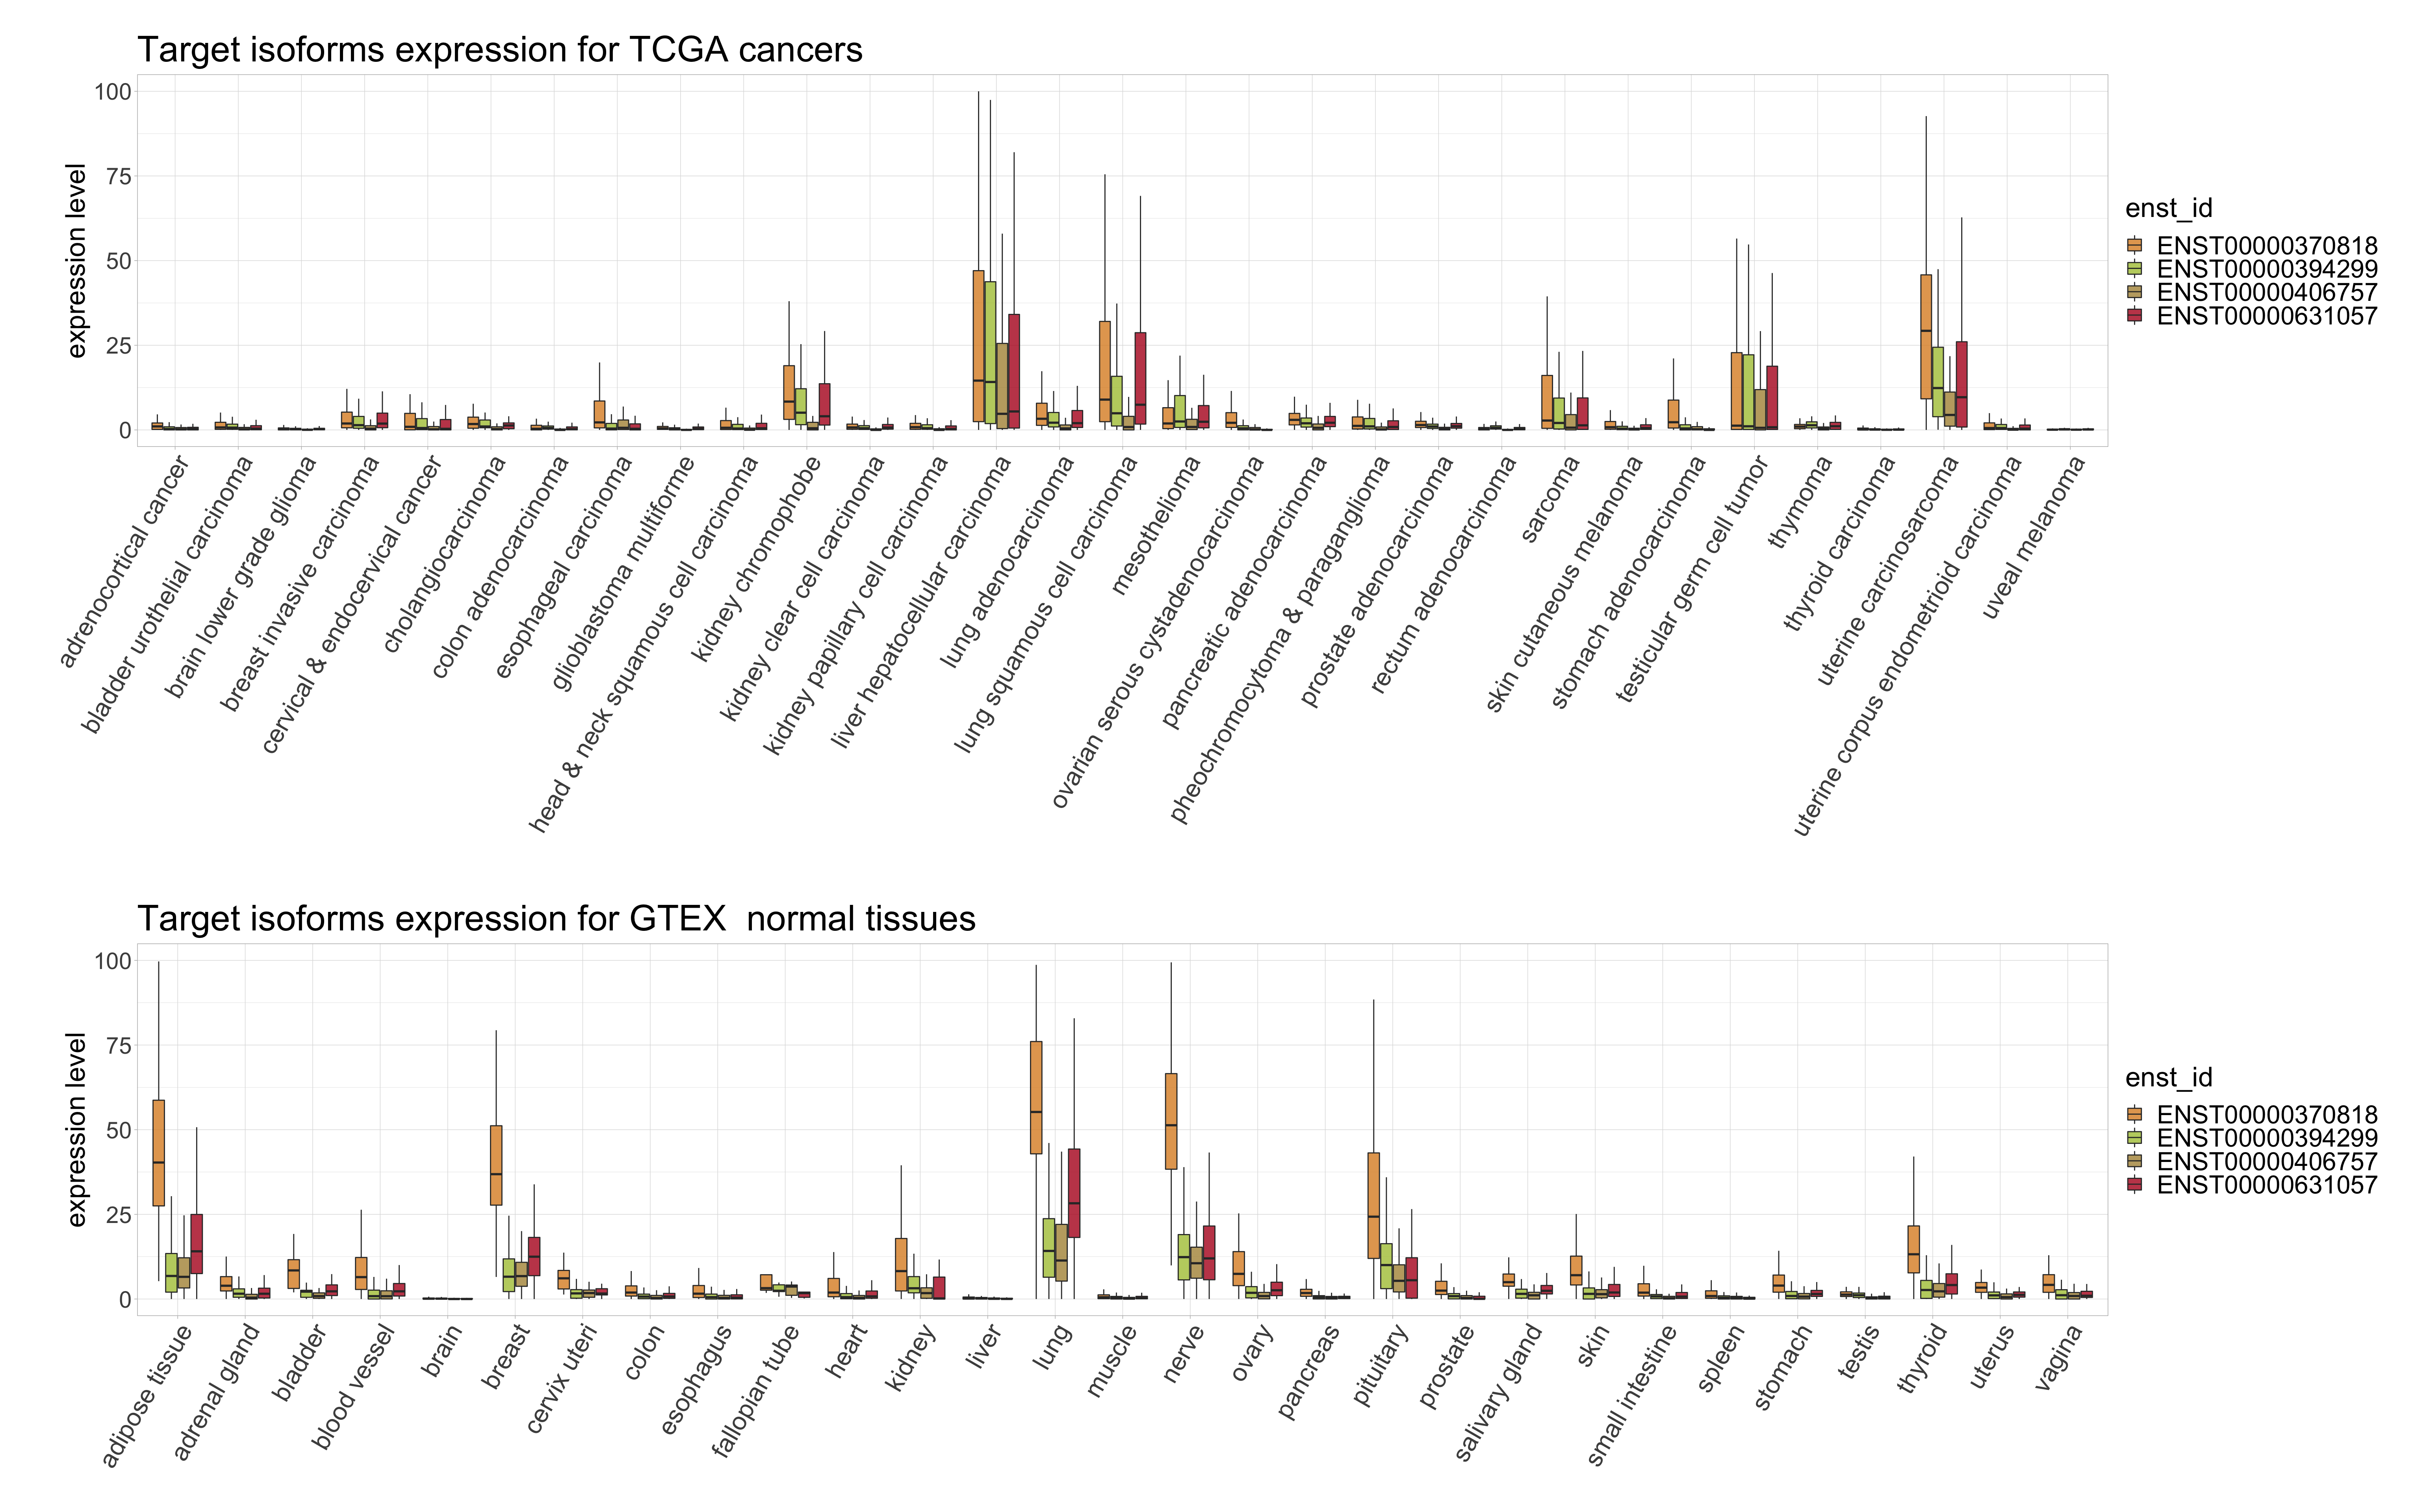 Target isoforms expression for TCGA cancers
expression level
100
75
50
25
0
adrenocortical cancer
bladder urothelial carcinoma
brain lower grade glioma
breast invasive carcinoma
cervical & endocervical cancer
cholangiocarcinoma
colon adenocarcinoma
esophageal carcinoma
glioblastoma multiforme
head & neck squamous cell carcinoma
kidney chromophobe
kidney clear cell carcinoma
kidney papillary cell carcinoma
liver hepatocellular carcinoma
lung adenocarcinoma
lung squamous cell carcinoma
mesothelioma
ovarian serous cystadenocarcinoma
pancreatic adenocarcinoma
pheochromocytoma & paraganglioma
prostate adenocarcinoma
rectum adenocarcinoma
sarcoma
skin cutaneous melanoma
stomach adenocarcinoma
testicular germ cell tumor
thymoma
thyroid carcinoma
uterine carcinosarcoma
uterine corpus endometrioid carcinoma
uveal melanoma
enst_id
ENST00000370818
ENST00000394299
ENST00000406757
ENST00000631057
Target isoforms expression for GTEX  normal tissues
expression level
100
75
50
25
0
adipose tissue
adrenal gland
bladder
blood vessel
brain
breast
cervix uteri
colon
esophagus
fallopian tube
heart
kidney
liver
lung
muscle
nerve
ovary
pancreas
pituitary
prostate
salivary gland
skin
small intestine
spleen
stomach
testis
thyroid
uterus
vagina
enst_id
ENST00000370818
ENST00000394299
ENST00000406757
ENST00000631057